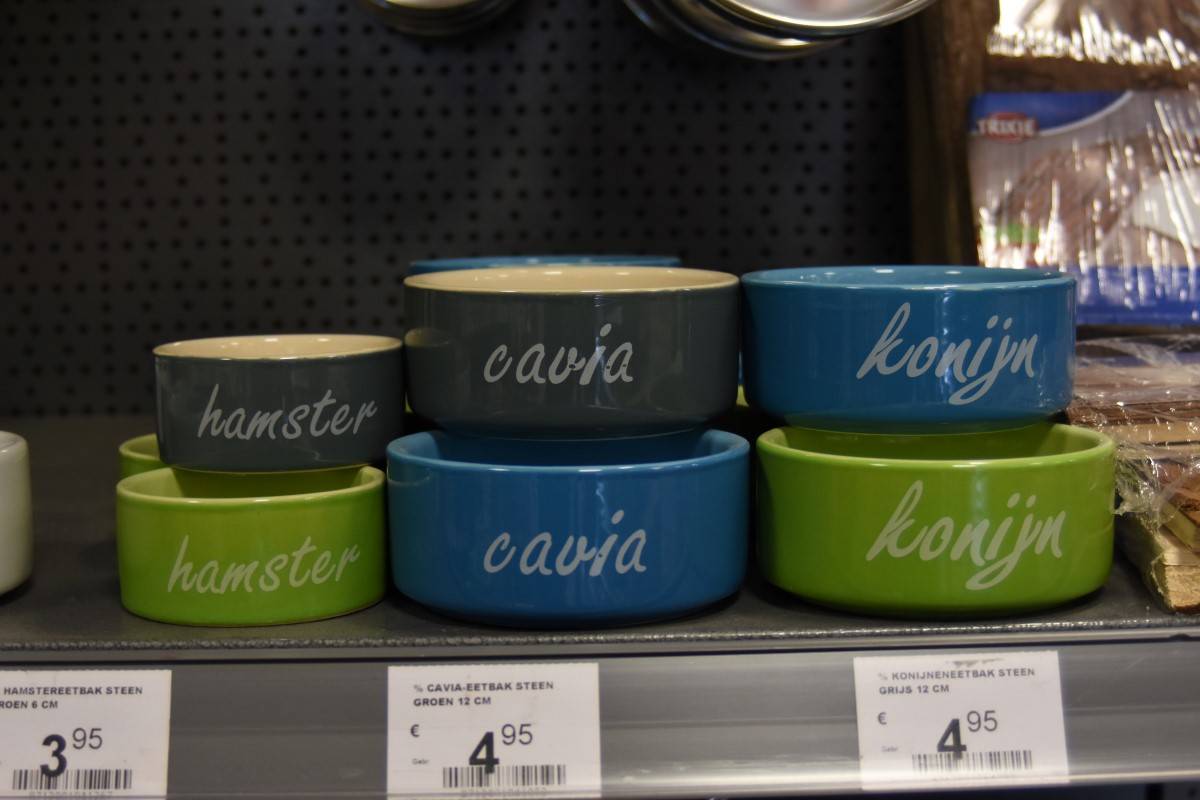 TRIXIE
cavia
konijn
hamster
cavia
konijn
hamster
HAMSTEREETBAK STEEN
ROEN 6 CM
3 95
% CAVIA-EETBAK STEEN
GROEN 12 CM
€
4 95
% KONIJNENEETBAK STEEN
GRIJS 12 CM
€
4 95